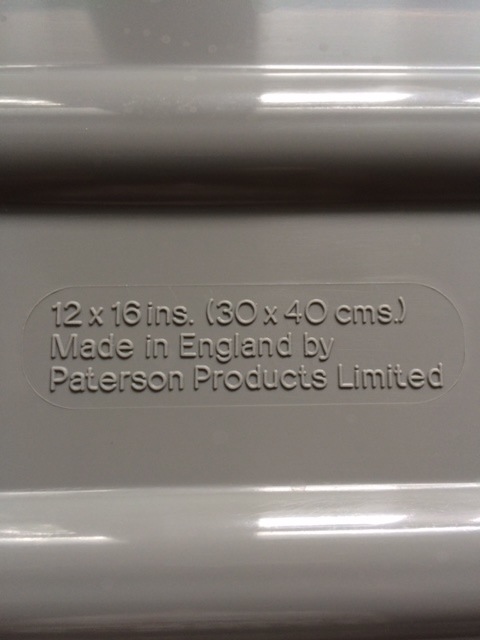 12 x 16 ins. (30 x 40 cms.)
Made in England by
Paterson Products Limited